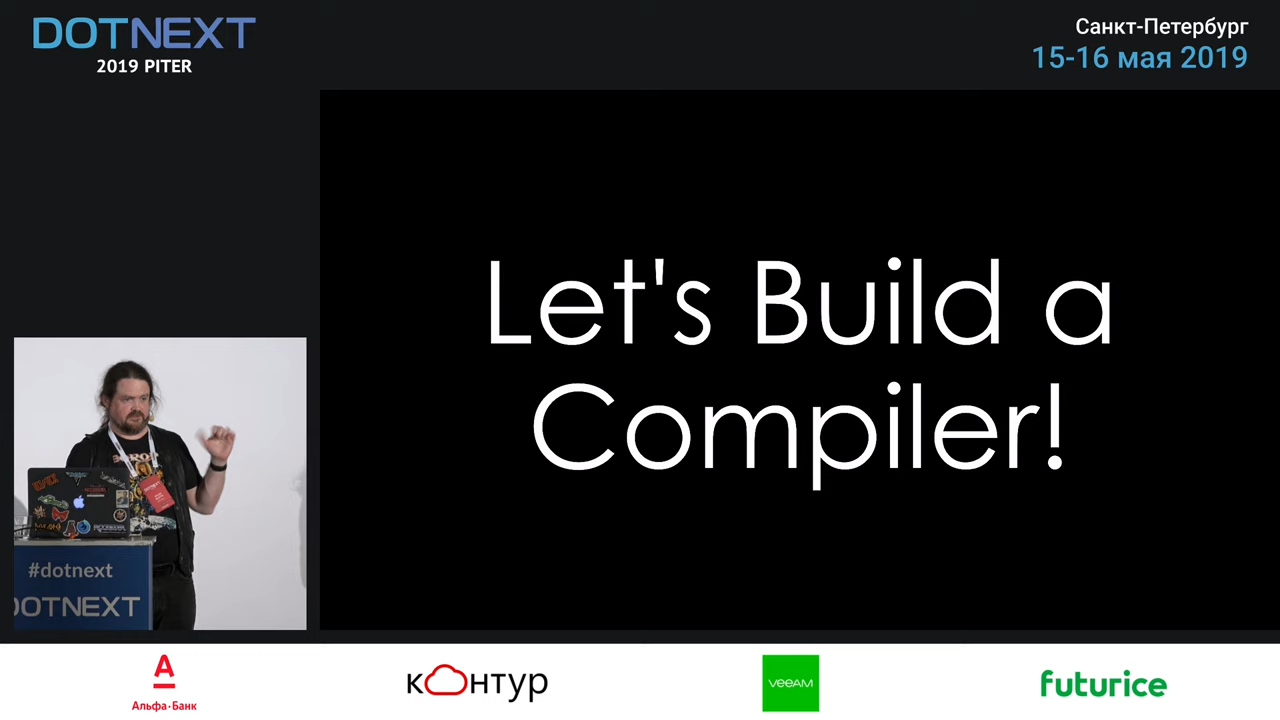 DOTNEXT
2019 PITER
Санкт-Петербург
15-16 мая 2019
Let's Build a
Compiler!
DOTNEXT
#dotnext
DOTNEXT
А
Альфа·Банк
контур
veeam
futurice